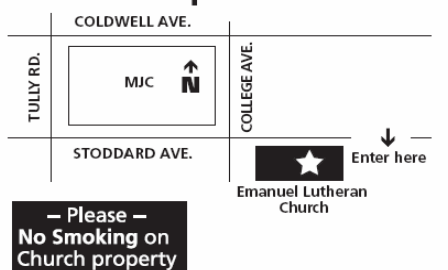 COLDWELL AVE.
TULLY RD.
MJC
N
COLLEGE AVE.
STODDARD AVE.
Enter here
Emanuel Lutheran
Church
– Please –
No Smoking on
Church property